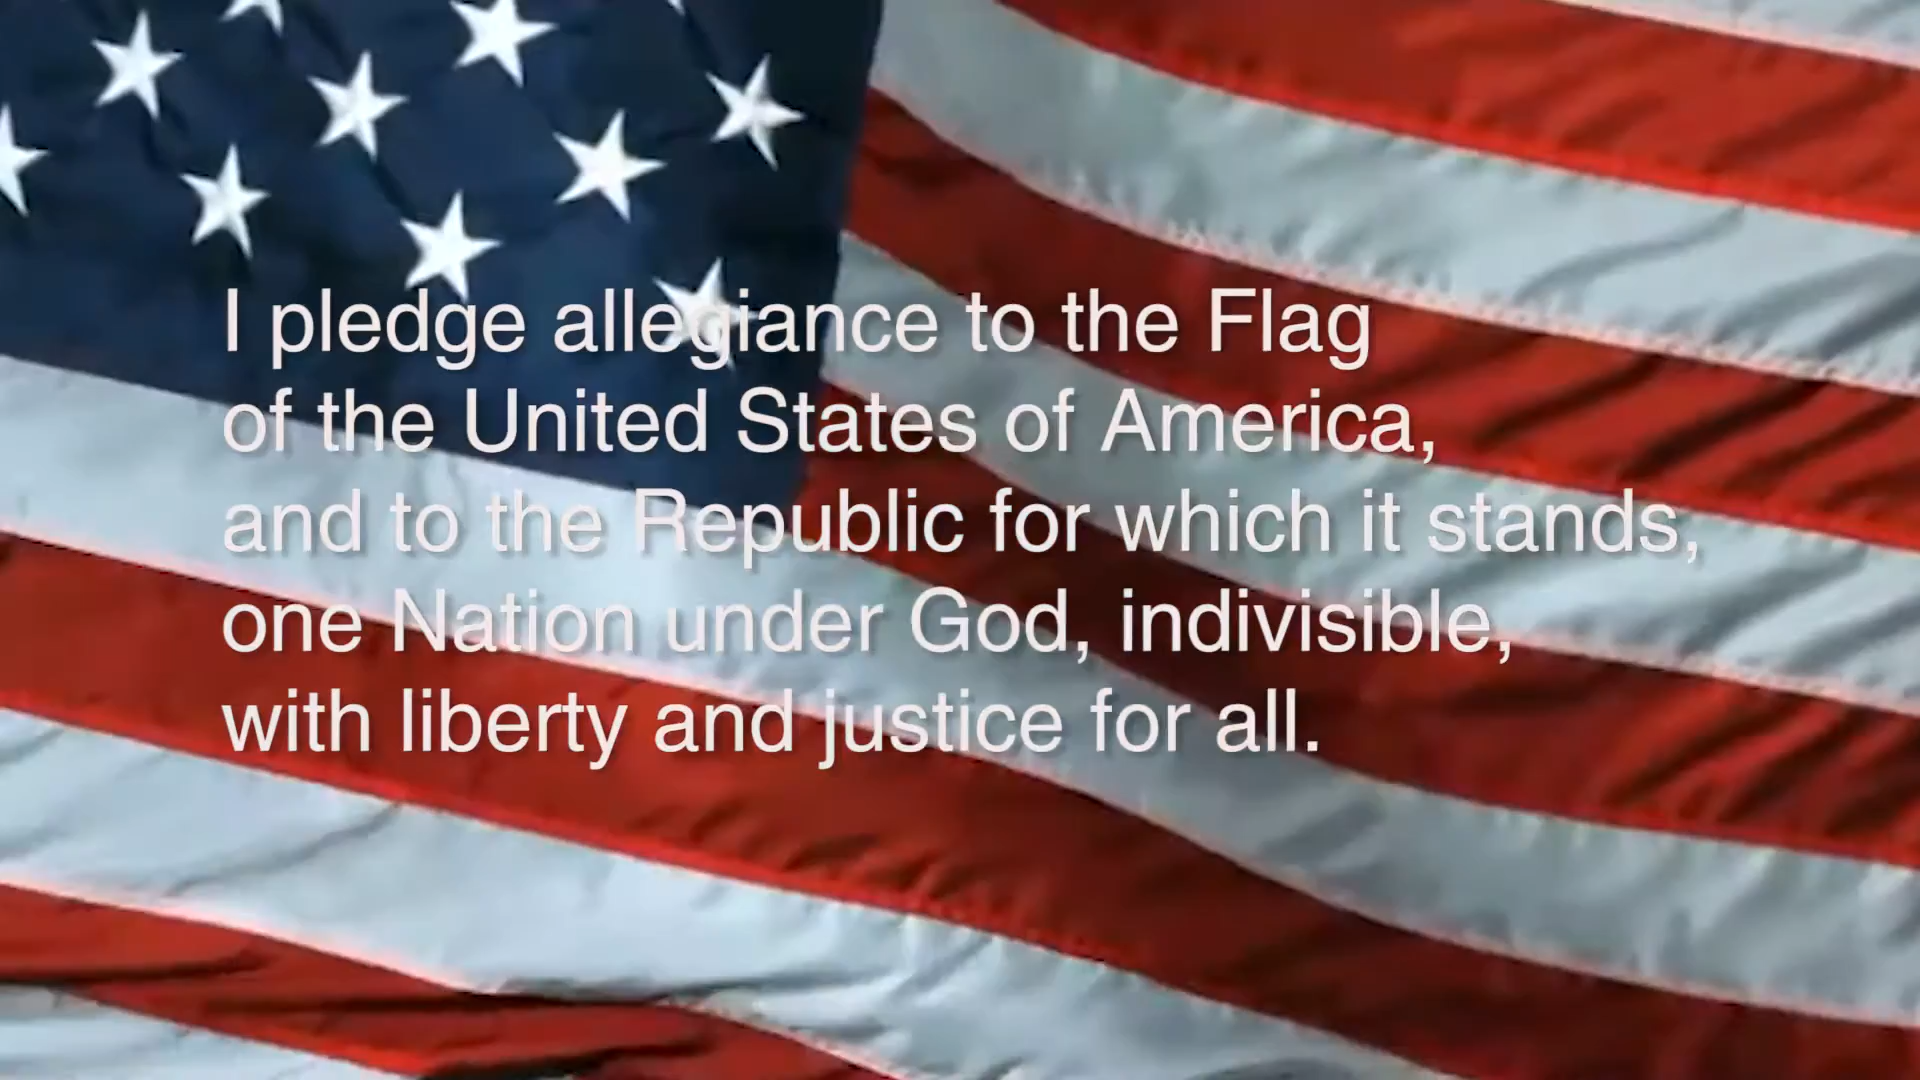 I pledge allegiance to the Flag
of the United States of America,
and to the Republic for which it stands,
one Nation under God, indivisible,
with liberty and justice for all.